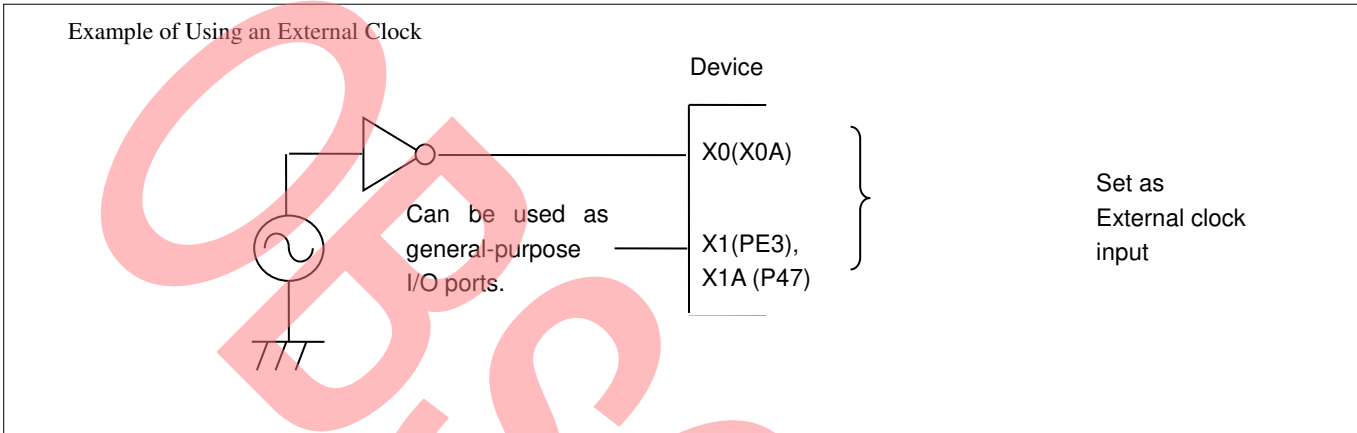 Example of Using an External Clock
Device
X0(X0A)
Can be used as
general-purpose
I/O ports.
X1(PE3),
X1A (P47)
Set as
External clock
input